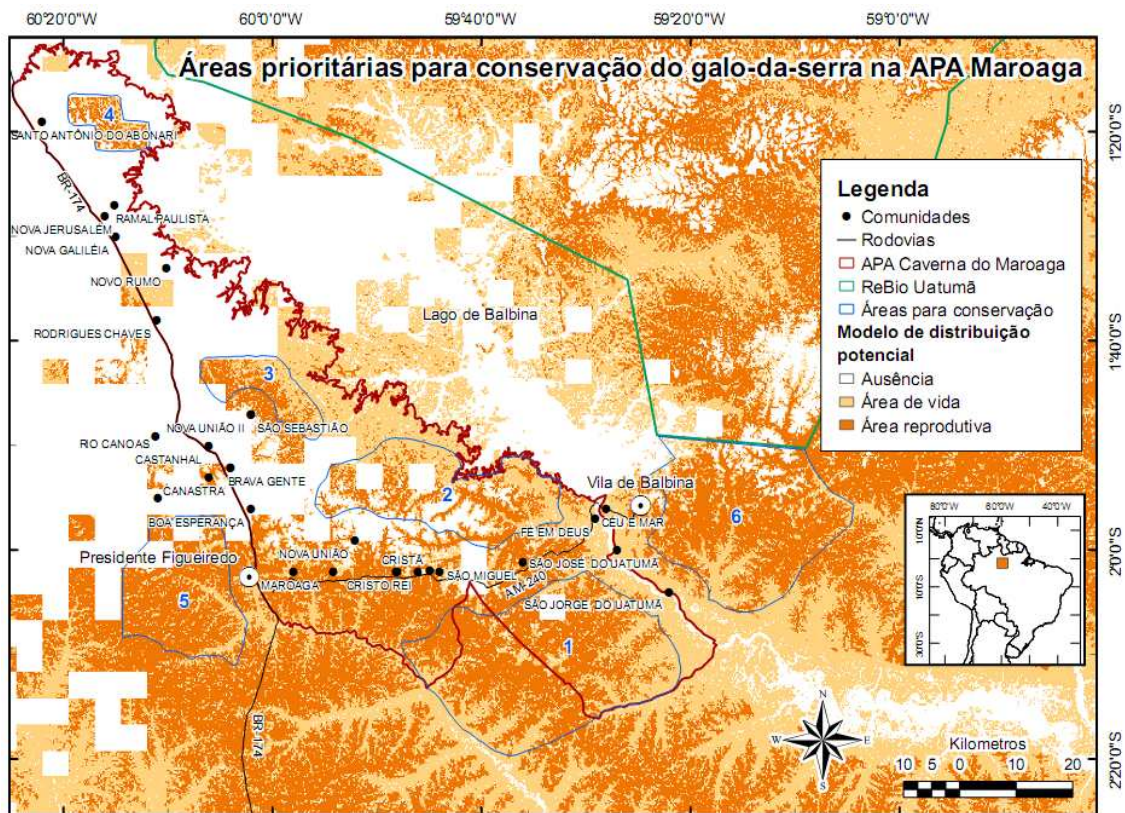 60°20'0"W 60°00'0"W 59°40'0"W 59°20'0"W 59°00'0"W
Áreas prioritárias para conservação do galo-da-serra na APA Maroaga
4
SANTO ANTÔNIO DO ABONARI
1°20'0"S
BR-174
RAMAL PAULISTA
NOVA JERUSALÉM
NOVA GALILÉIA
NOVO RUMO
RODRIGUES CHAVES
Lago de Balbina
Legenda
Comunidades
Rodovias
APA Caverna do Maroaga
ReBio Uatumã
Áreas para conservação
Modelo de distribuição
potencial
Ausência
Área de vida
Área reprodutiva
1°40'0"S
3
NOVA UNIÃO II
SÃO SEBASTIÃO
RIO CANOAS
CASTANHAL
BRAVA GENTE
CANASTRA
BOA ESPERANÇA
2
Vila de Balbina
6
FÉ EM DEUS
CÉU E MAR
Presidente Figueiredo
NOVA UNIÃO
CRISTÃ
MAROAGA
CRISTO REI
SÃO MIGUEL
SÃO JOSÉ DO UATUMÃ
AM-240
SÃO JORGE DO UATUMÃ
5
1
BR-174
80°0'0"W 60°0'0"W 40°0'0"W
10°0'0"N
10°0'0"S
30°0'0"S
2°00'0"S
N
W E
S
Kilometros
10 5 0 10 20
2°20'0"S